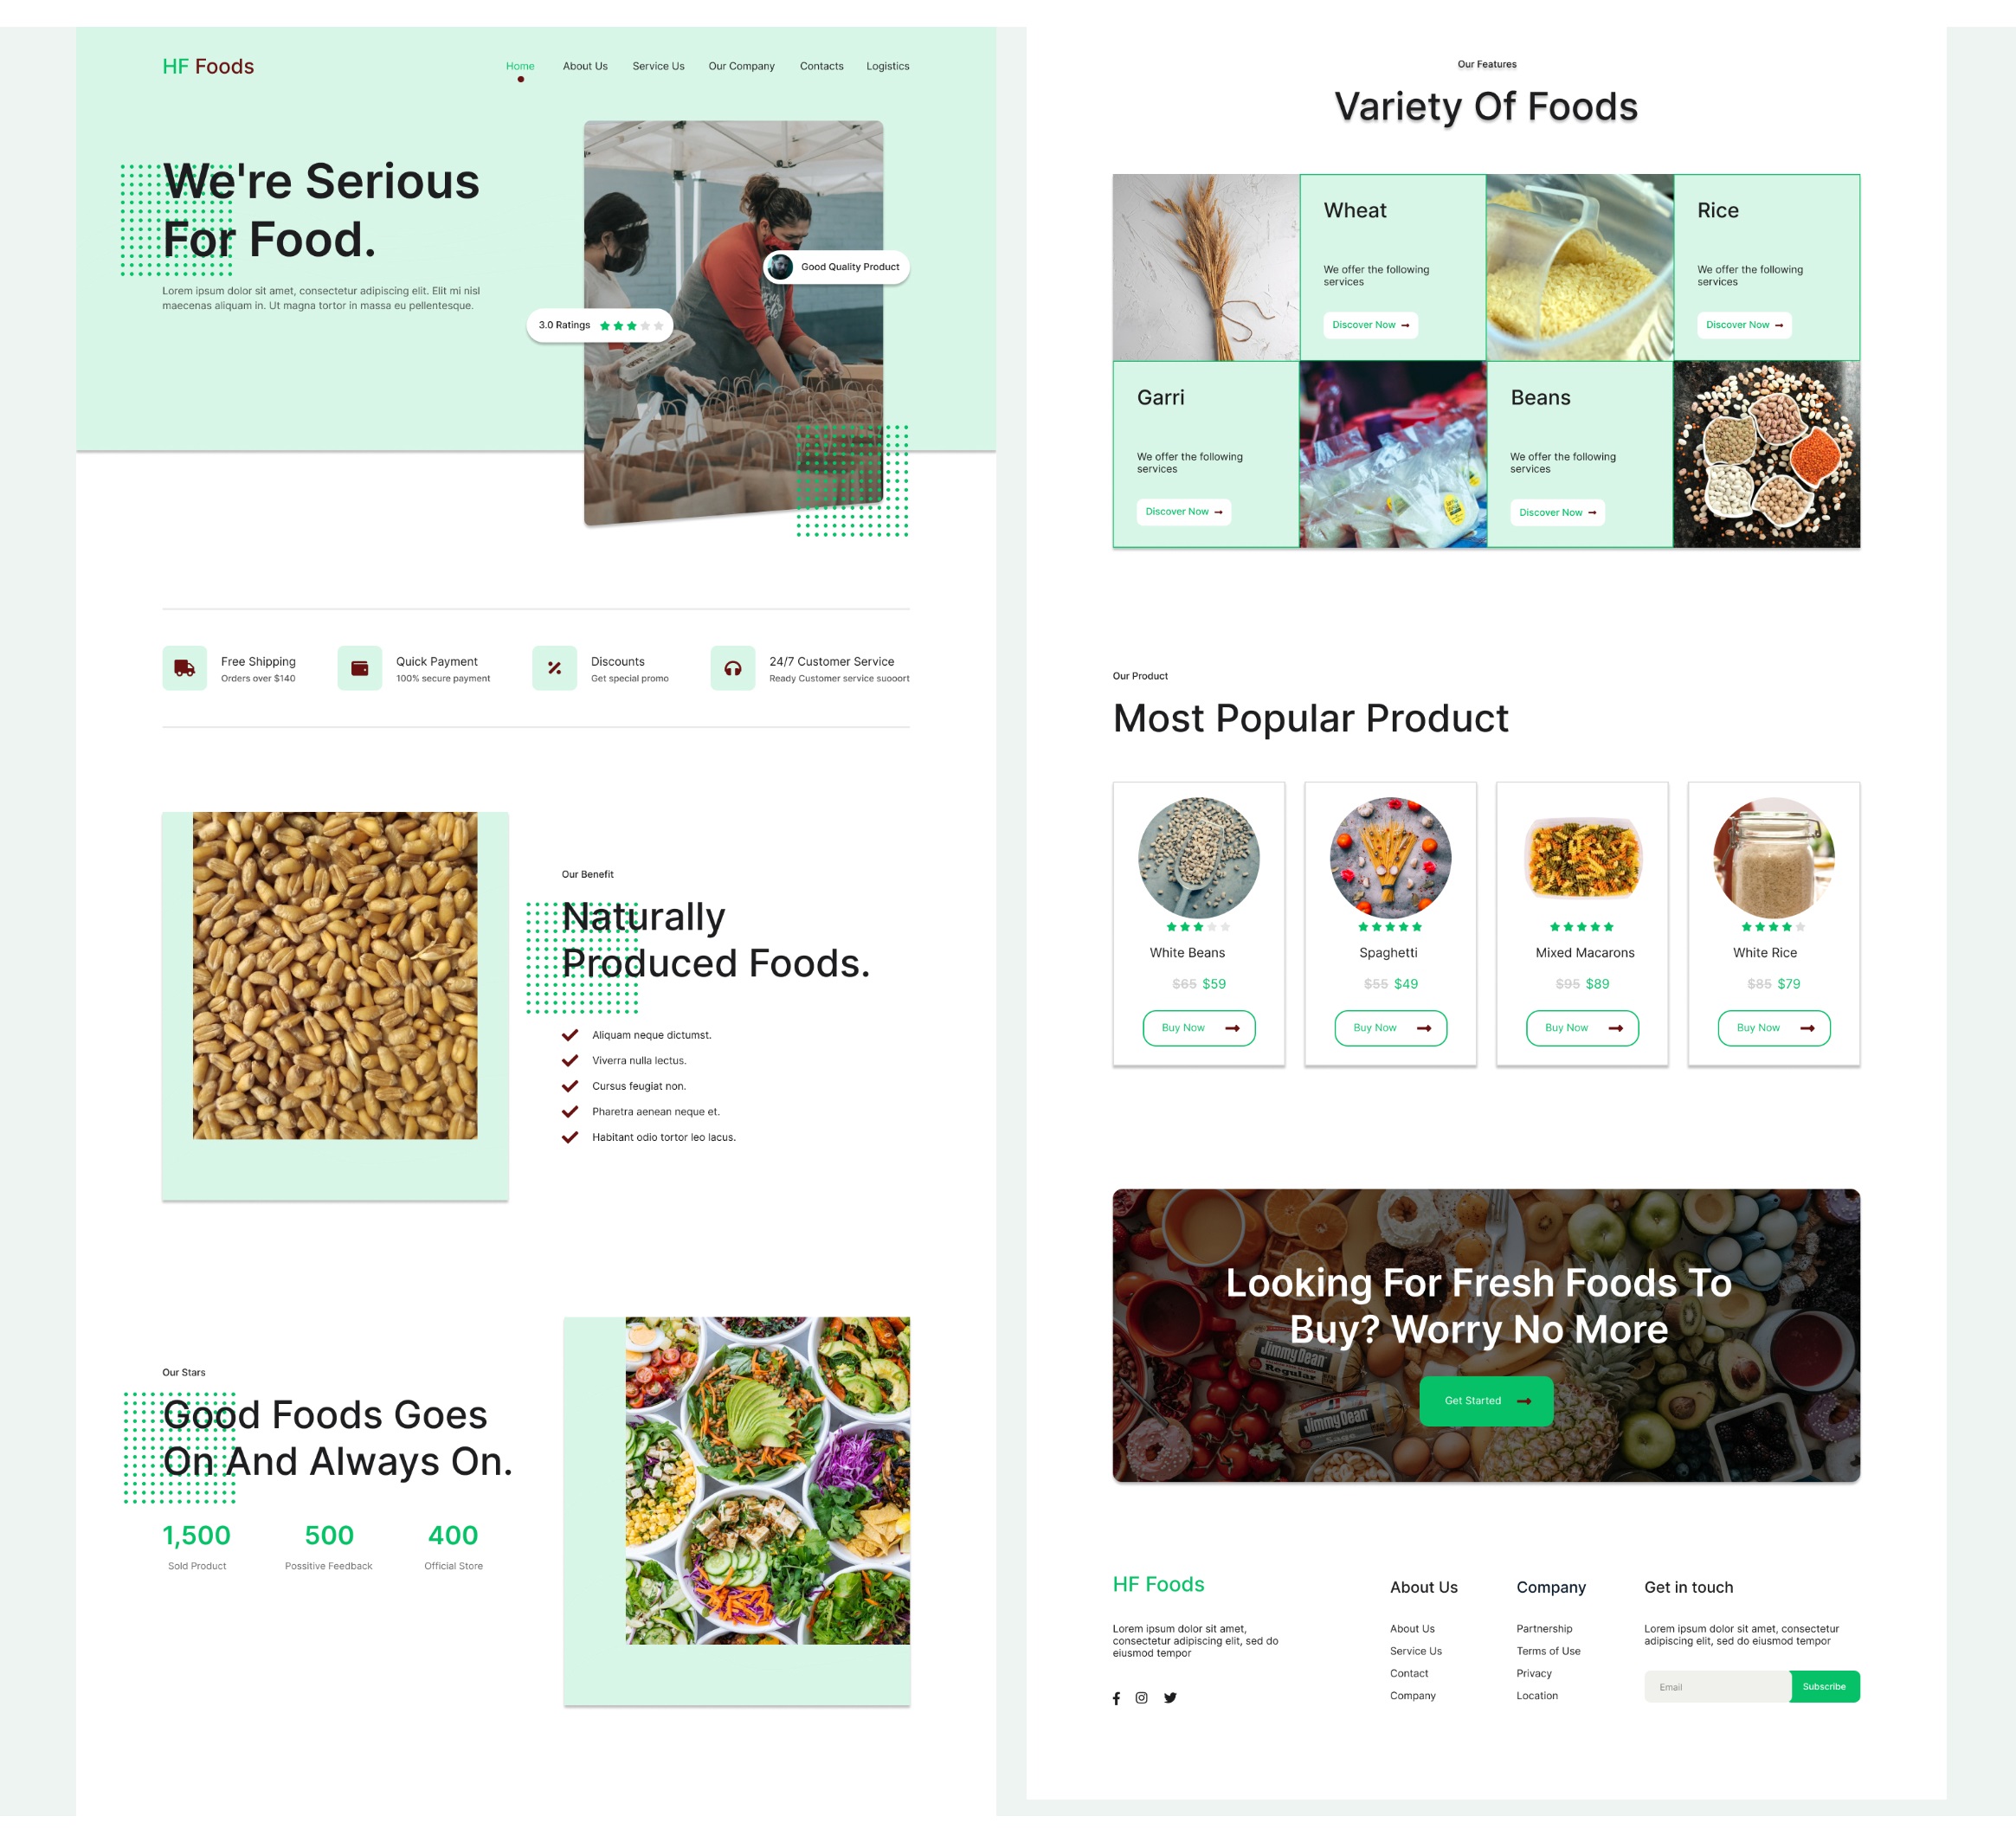 HF Foods
Home About Us Service Us Our Company Contacts Logistics
We're Serious
For Food.
Lorem ipsum dolor sit amet, consectetur adipiscing elit. Elit mi nisl
maecenas aliquam in. Ut magna tortor in massa eu pellentesque.
Good Quality Product
3.0 Ratings
Free Shipping
Orders over $140
Quick Payment
100% secure payment
Discounts
Get special promo
24/7 Customer Service
Ready Customer service suooort
Our Benefit
Naturally
Produced Foods.
Aliquam neque dictumst.
Viverra nulla lectus.
Cursus feugiat non.
Pharetra aenean neque et.
Habitant odio tortor leo lacus.
Our Stars
Good Foods Goes
On And Always On.
1,500
Sold Product
500
Possitive Feedback
400
Official Store
Our Features
Variety Of Foods
Wheat
We offer the following
services
Discover Now
Rice
We offer the following
services
Discover Now
Garri
We offer the following
services
Discover Now
Beans
We offer the following
services
Discover Now
Our Product
Most Popular Product
White Beans
$65 $59
Buy Now
Spaghetti
$55 $49
Buy Now
Mixed Macarons
$95 $89
Buy Now
White Rice
$85 $79
Buy Now
Looking For Fresh Foods To
Buy? Worry No More
Jimmy Dean
Regular
Jimmy Dean
Sage
Get Started
HF Foods
Lorem ipsum dolor sit amet,
consectetur adipiscing elit, sed do
eiusmod tempor
About Us
About Us
Service Us
Contact
Company
Company
Partnership
Terms of Use
Privacy
Location
Get in touch
Lorem ipsum dolor sit amet, consectetur
adipiscing elit, sed do eiusmod tempor
Email
Subscribe